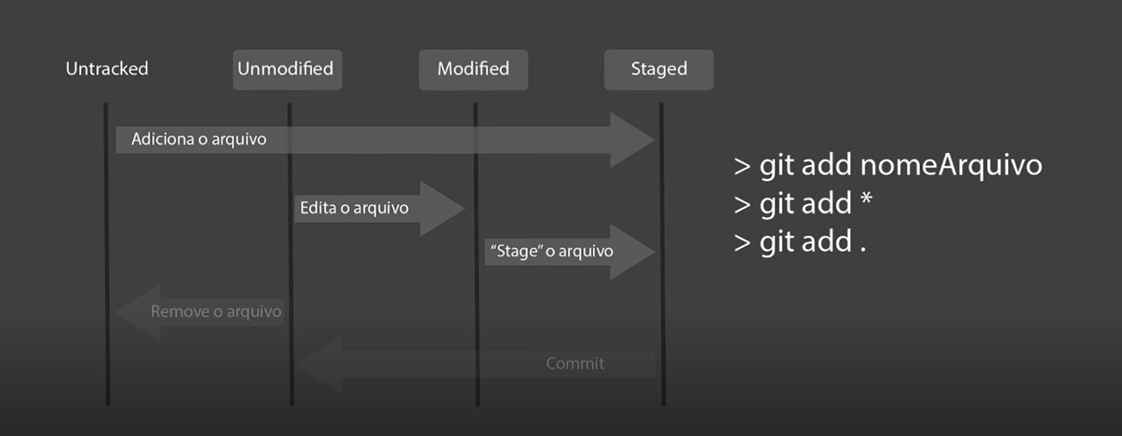 Untracked
Unmodified
Modified
Staged
Adiciona o arquivo
Edita o arquivo
“Stage” o arquivo
Remove o arquivo
Commit
> git add nomeArquivo
> git add *
> git add .